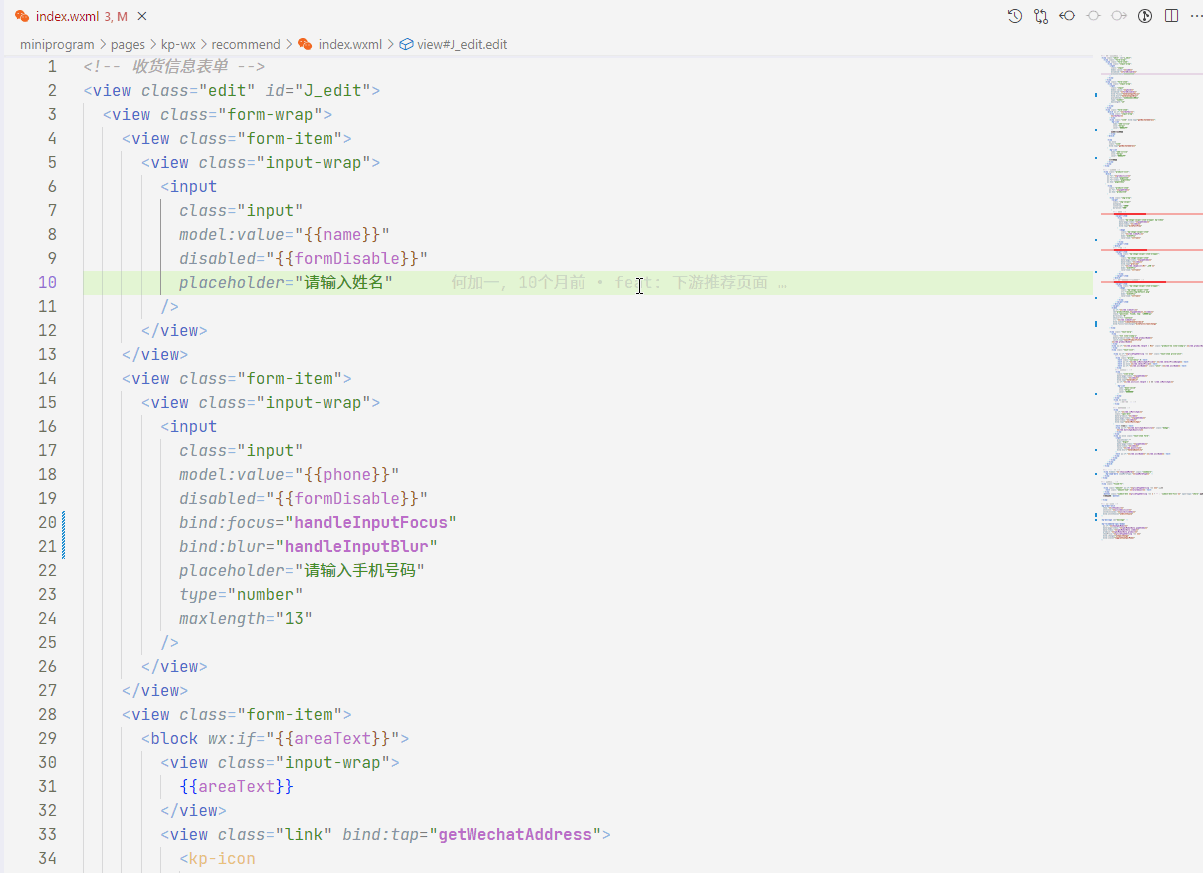 index.wxml 3, M
miniprogram > pages > kp-wx > recommend > index.wxml > view#J_edit.edit
1 <!-- 收货信息表单 -->
2 <view class="edit" id="J_edit">
3 <view class="form-wrap">
4 <view class="form-item">
5 <view class="input-wrap">
6 <input
7 class="input"
8 model:value="{{name}}"
9 disabled="{{formDisable}}"
10 placeholder="请输入姓名" 何加一, 10个月前 • feat: 下游推荐页面 …
11 />
12 </view>
13 </view>
14 <view class="form-item">
15 <view class="input-wrap">
16 <input
17 class="input"
18 model:value="{{phone}}"
19 disabled="{{formDisable}}"
20 bind:focus="handleInputFocus"
21 bind:blur="handleInputBlur"
22 placeholder="请输入手机号码"
23 type="number"
24 maxlength="13"
25 />
26 </view>
27 </view>
28 <view class="form-item">
29 <block wx:if="{{areaText}}">
30 <view class="input-wrap">
31 {{areaText}}
32 </view>
33 <view class="link" bind:tap="getWechatAddress">
34 <kp-icon